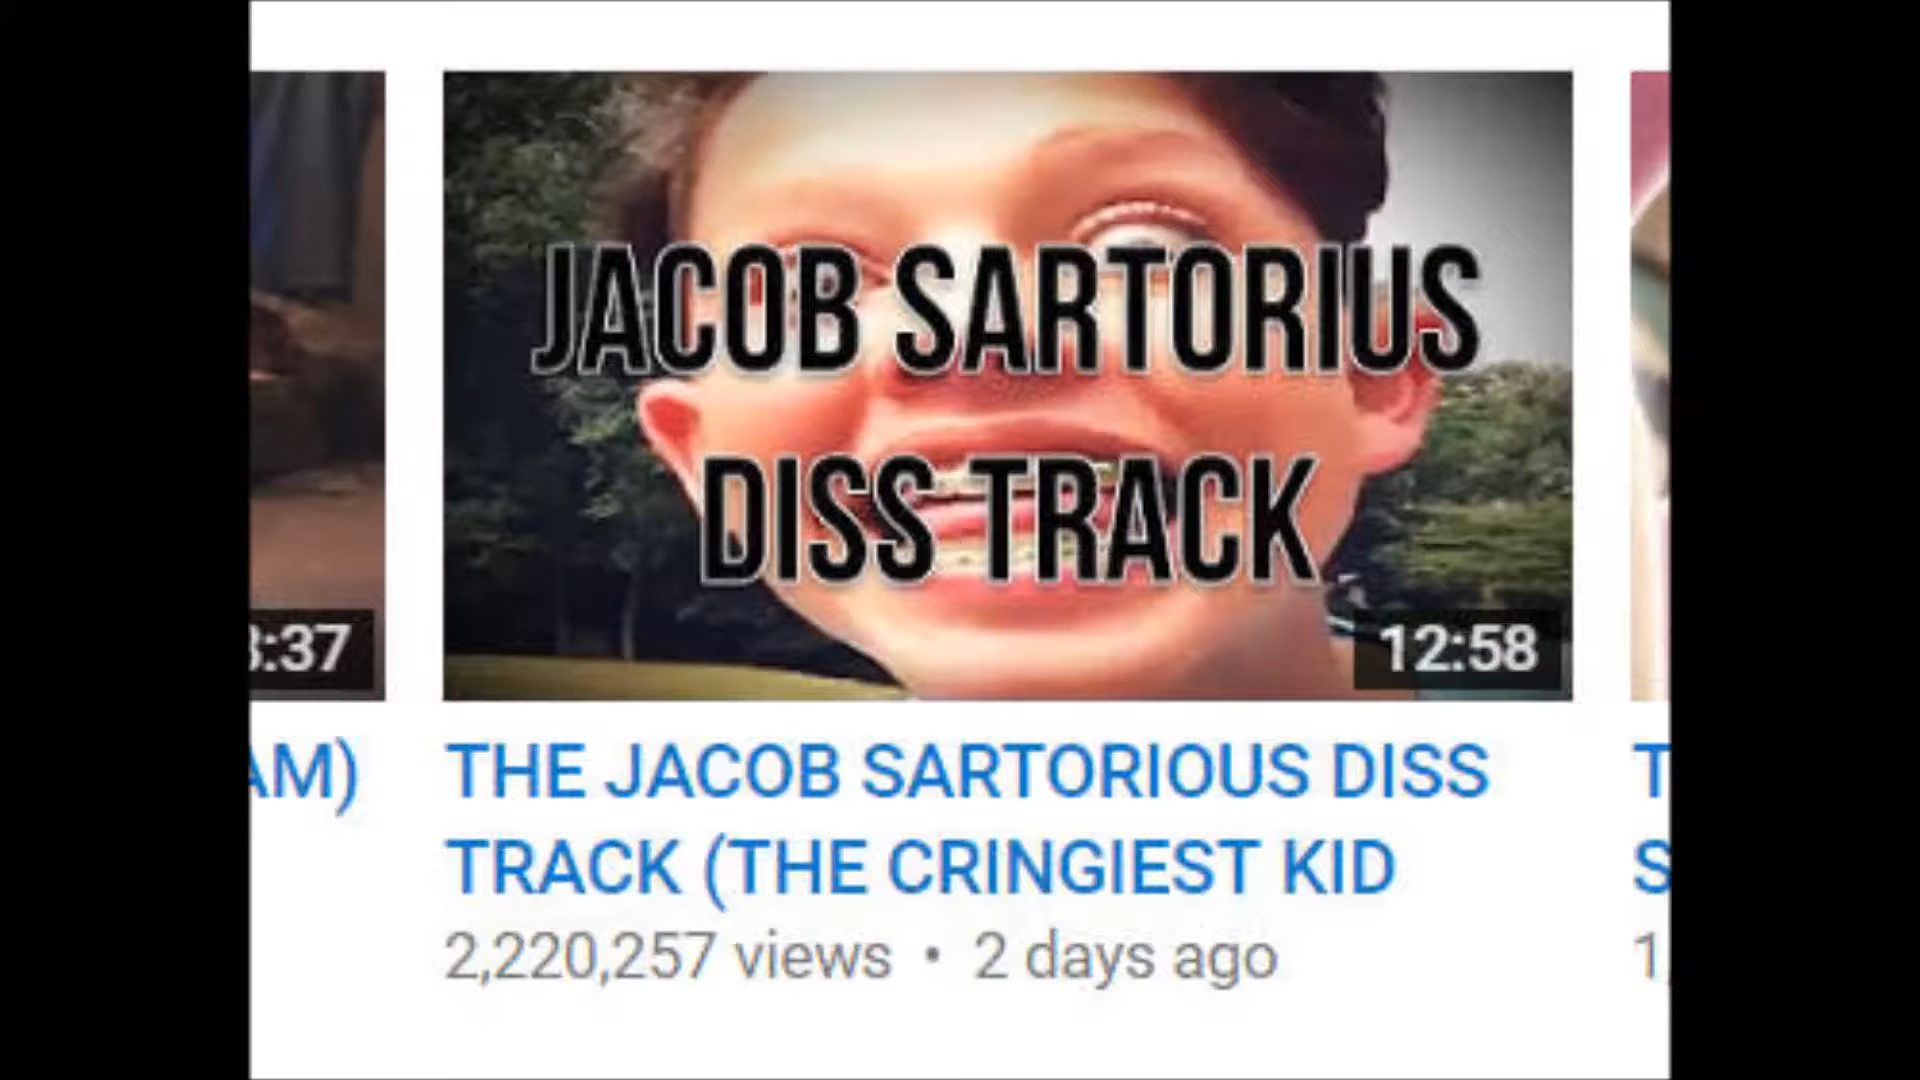 JACOB SARTORIUS
DISS TRACK
:37
12:58
AM)
THE JACOB SARTORIOUS DISS
TRACK (THE CRINGIEST KID
2,220,257 views • 2 days ago
T
S
1,